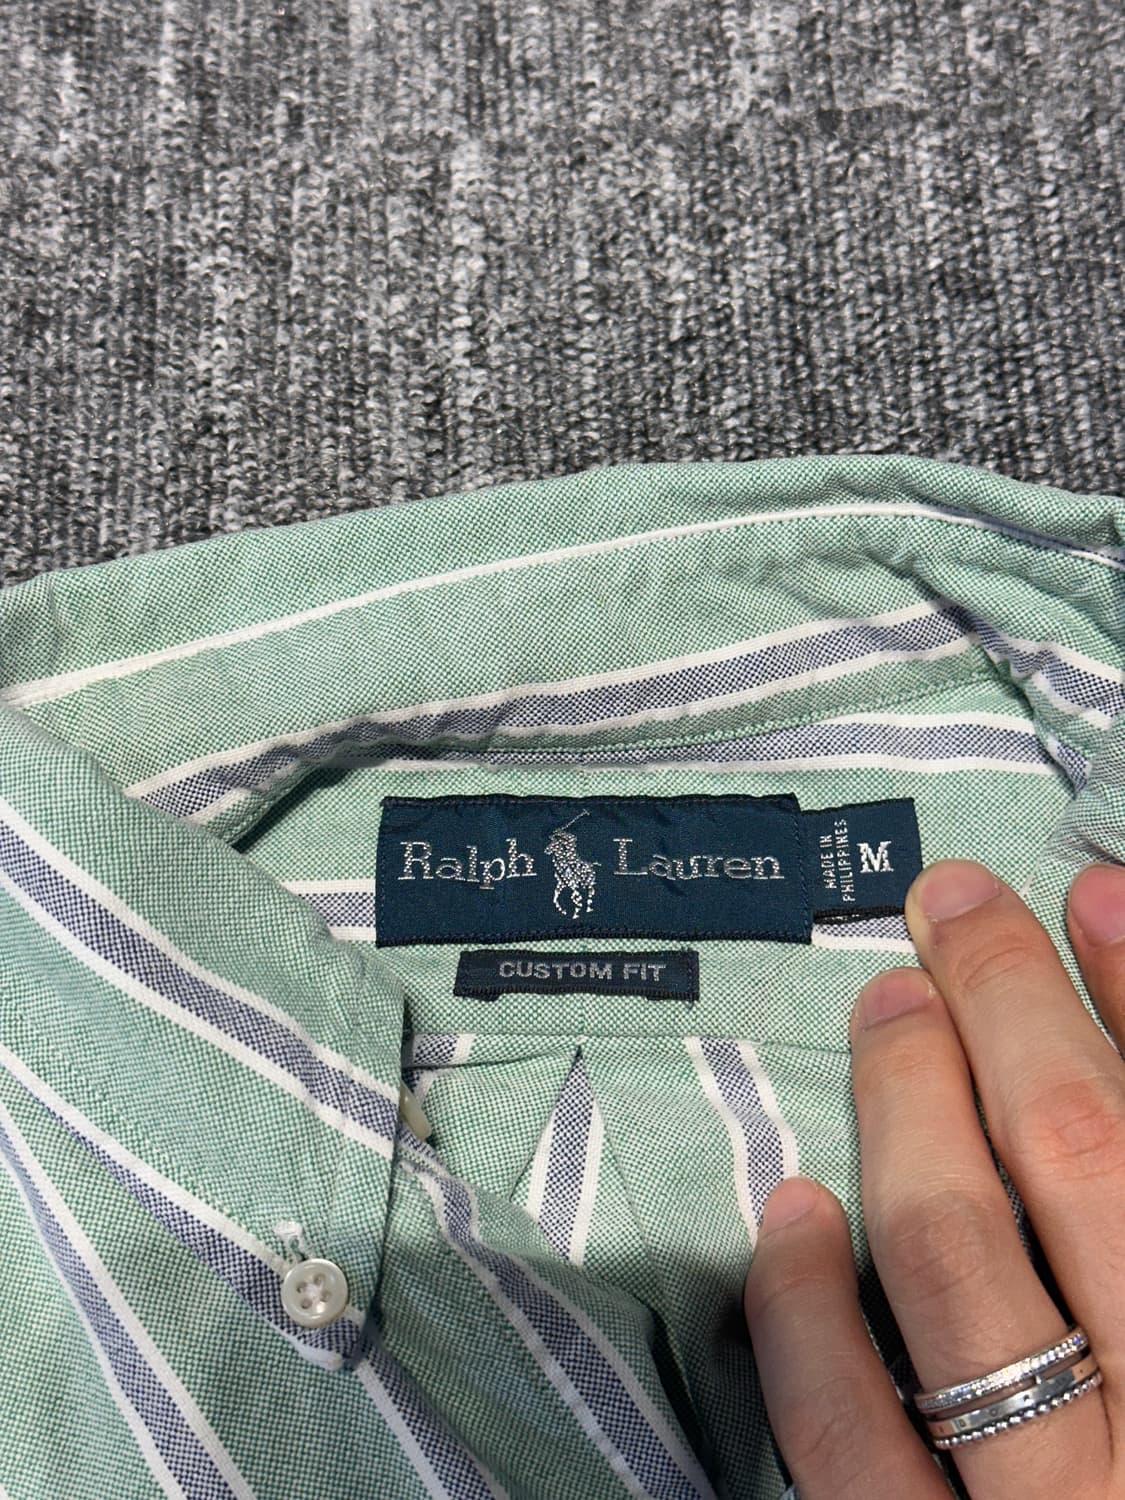 Ralph Lauren
MADE IN
PHILIPPINES
M
CUSTOM FIT